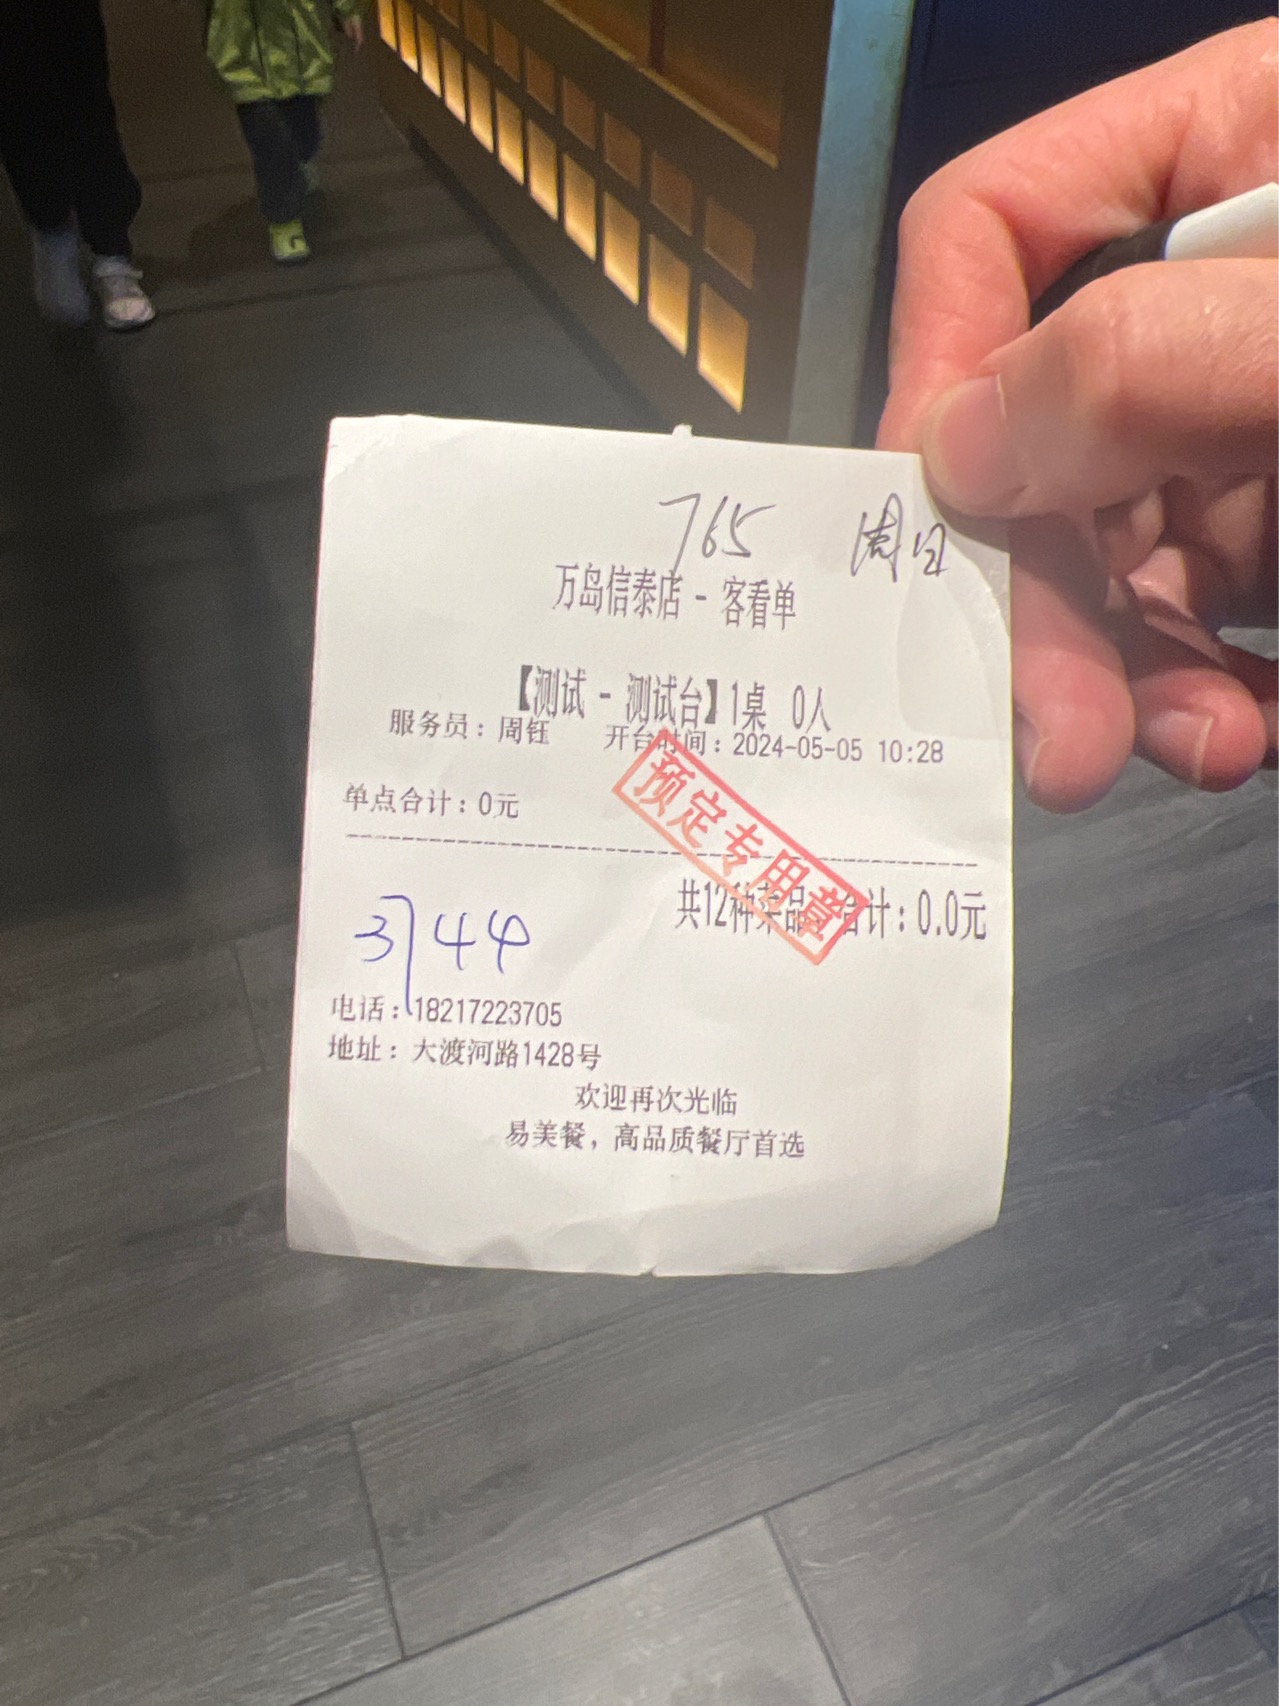 765 周日
万岛信泰店 - 客看单
【测试 - 测试台】1桌 0人
服务员：周钰 开台时间：2024-05-05 10:28
单点合计：0元
预定专用章
共12种菜品，合计：0.0元
37 44
电话：18217223705
地址：大渡河路1428号
欢迎再次光临
易美餐，高品质餐厅首选